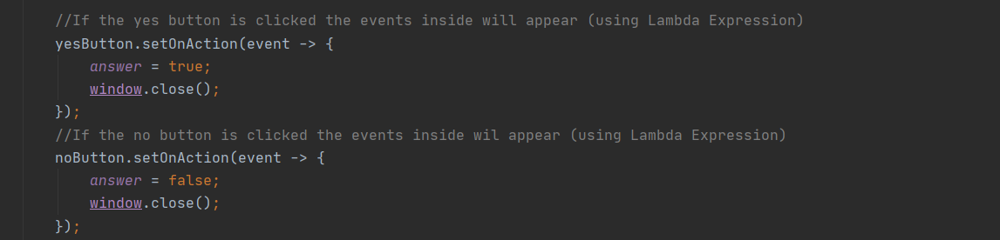 //If the yes button is clicked the events inside will appear (using Lambda Expression)
yesButton.setOnAction(event -> {
    answer = true;
    window.close();
});
//If the no button is clicked the events inside wil appear (using Lambda Expression)
noButton.setOnAction(event -> {
    answer = false;
    window.close();
});